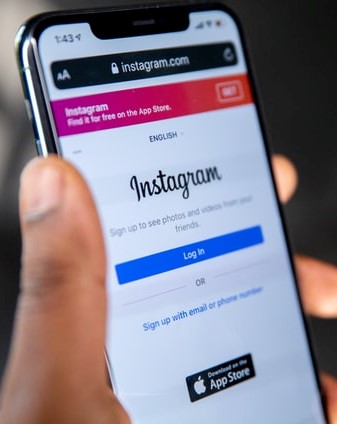 1:43
AA instagram.com
Instagram
Find it for free on the App Store.
GET
ENGLISH
Instagram
Sign up to see photos and videos from your
friends.
Log In
OR
Sign up with email or phone number
Download on the
App Store